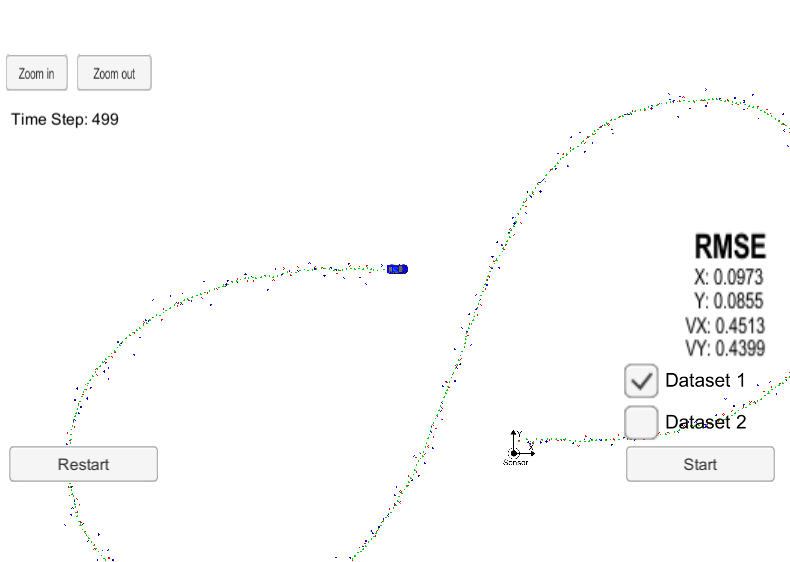 Zoom in
Zoom out
Time Step: 499
RMSE
X: 0.0973
Y: 0.0855
VX: 0.4513
VY: 0.4399
Dataset 1
Dataset 2
Y
X
Sensor
Restart
Start